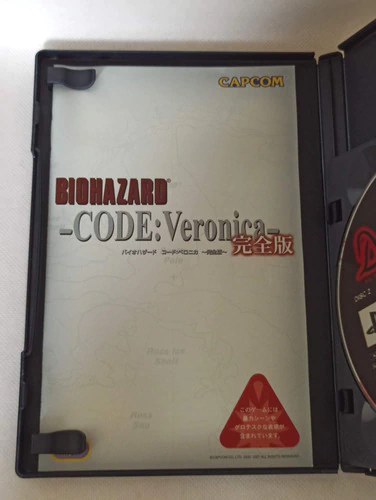 CAPCOM
BIOHAZARD®
-CODE:Veronica-
完全版
バイオハザード コード:ベロニカ 〜完全版〜
このゲームには
暴力シーンや
グロテスクな表現が
含まれています。
DISC 2